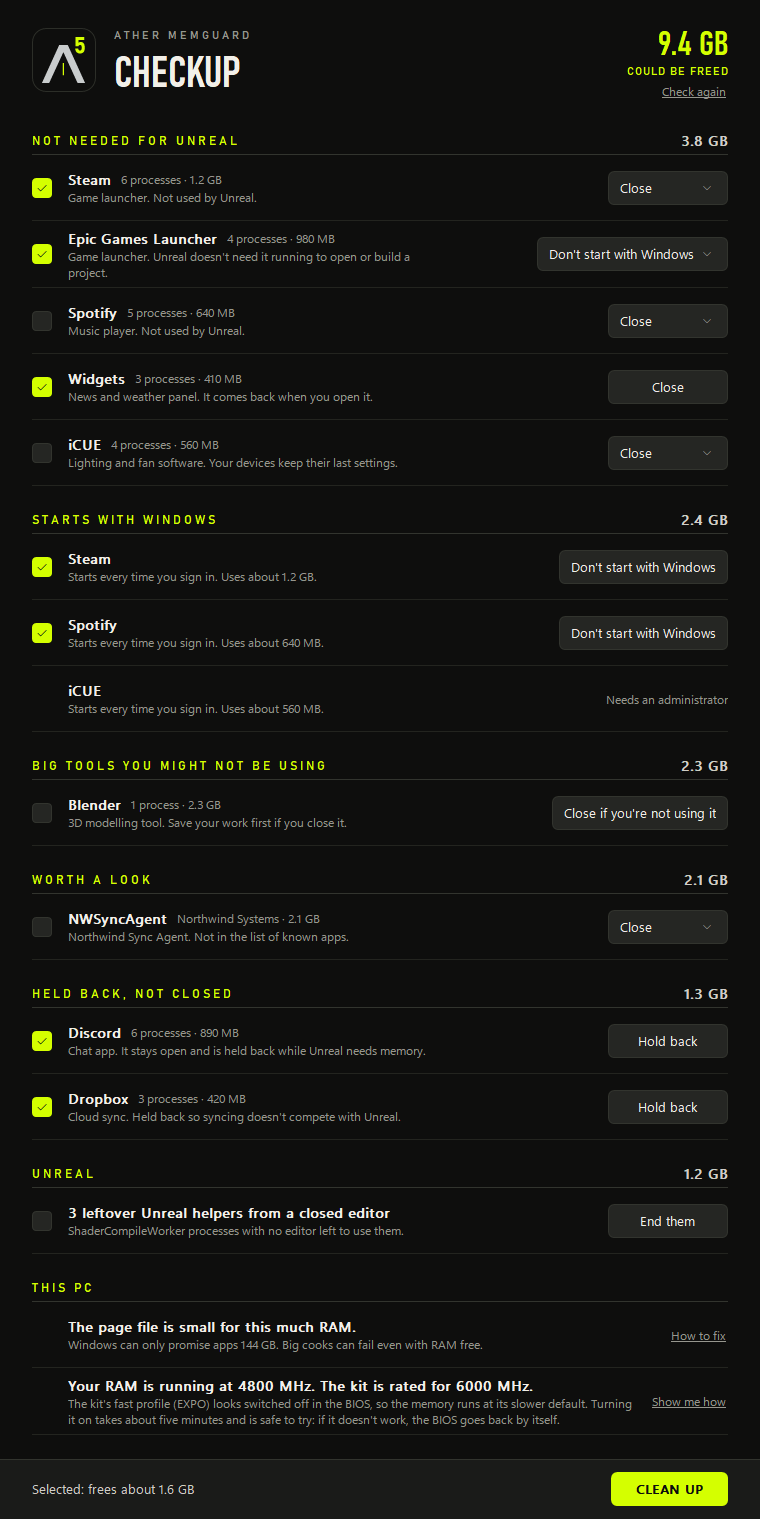 5
ATHER MEMGUARD
CHECKUP
9.4 GB
COULD BE FREED
Check again
NOT NEEDED FOR UNREAL
3.8 GB
Steam 6 processes · 1.2 GB
Game launcher. Not used by Unreal.
Close
Epic Games Launcher 4 processes · 980 MB
Game launcher. Unreal doesn't need it running to open or build a
project.
Don't start with Windows
Spotify 5 processes · 640 MB
Music player. Not used by Unreal.
Close
Widgets 3 processes · 410 MB
News and weather panel. It comes back when you open it.
Close
iCUE 4 processes · 560 MB
Lighting and fan software. Your devices keep their last settings.
Close
STARTS WITH WINDOWS
2.4 GB
Steam
Starts every time you sign in. Uses about 1.2 GB.
Don't start with Windows
Spotify
Starts every time you sign in. Uses about 640 MB.
Don't start with Windows
iCUE
Starts every time you sign in. Uses about 560 MB.
Needs an administrator
BIG TOOLS YOU MIGHT NOT BE USING
2.3 GB
Blender 1 process · 2.3 GB
3D modelling tool. Save your work first if you close it.
Close if you're not using it
WORTH A LOOK
2.1 GB
NWSyncAgent Northwind Systems · 2.1 GB
Northwind Sync Agent. Not in the list of known apps.
Close
HELD BACK, NOT CLOSED
1.3 GB
Discord 6 processes · 890 MB
Chat app. It stays open and is held back while Unreal needs memory.
Hold back
Dropbox 3 processes · 420 MB
Cloud sync. Held back so syncing doesn't compete with Unreal.
Hold back
UNREAL
1.2 GB
3 leftover Unreal helpers from a closed editor
ShaderCompileWorker processes with no editor left to use them.
End them
THIS PC
The page file is small for this much RAM.
Windows can only promise apps 144 GB. Big cooks can fail even with RAM free.
How to fix
Your RAM is running at 4800 MHz. The kit is rated for 6000 MHz.
The kit's fast profile (EXPO) looks switched off in the BIOS, so the memory runs at its slower default. Turning
it on takes about five minutes and is safe to try: if it doesn't work, the BIOS goes back by itself.
Show me how
Selected: frees about 1.6 GB
CLEAN UP